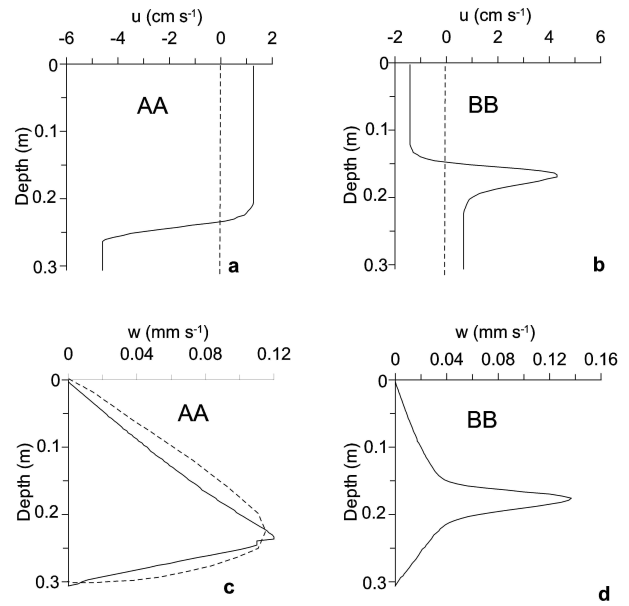 u (cm s-1)
-6 -4 -2 0 2
0
0.1
0.2
0.3
Depth (m)
AA
a
u (cm s-1)
-2 0 2 4 6
0
0.1
0.2
0.3
Depth (m)
BB
b
w (mm s-1)
0 0.04 0.08 0.12
0
0.1
0.2
0.3
Depth (m)
AA
c
w (mm s-1)
0 0.04 0.08 0.12 0.16
0
0.1
0.2
0.3
Depth (m)
BB
d